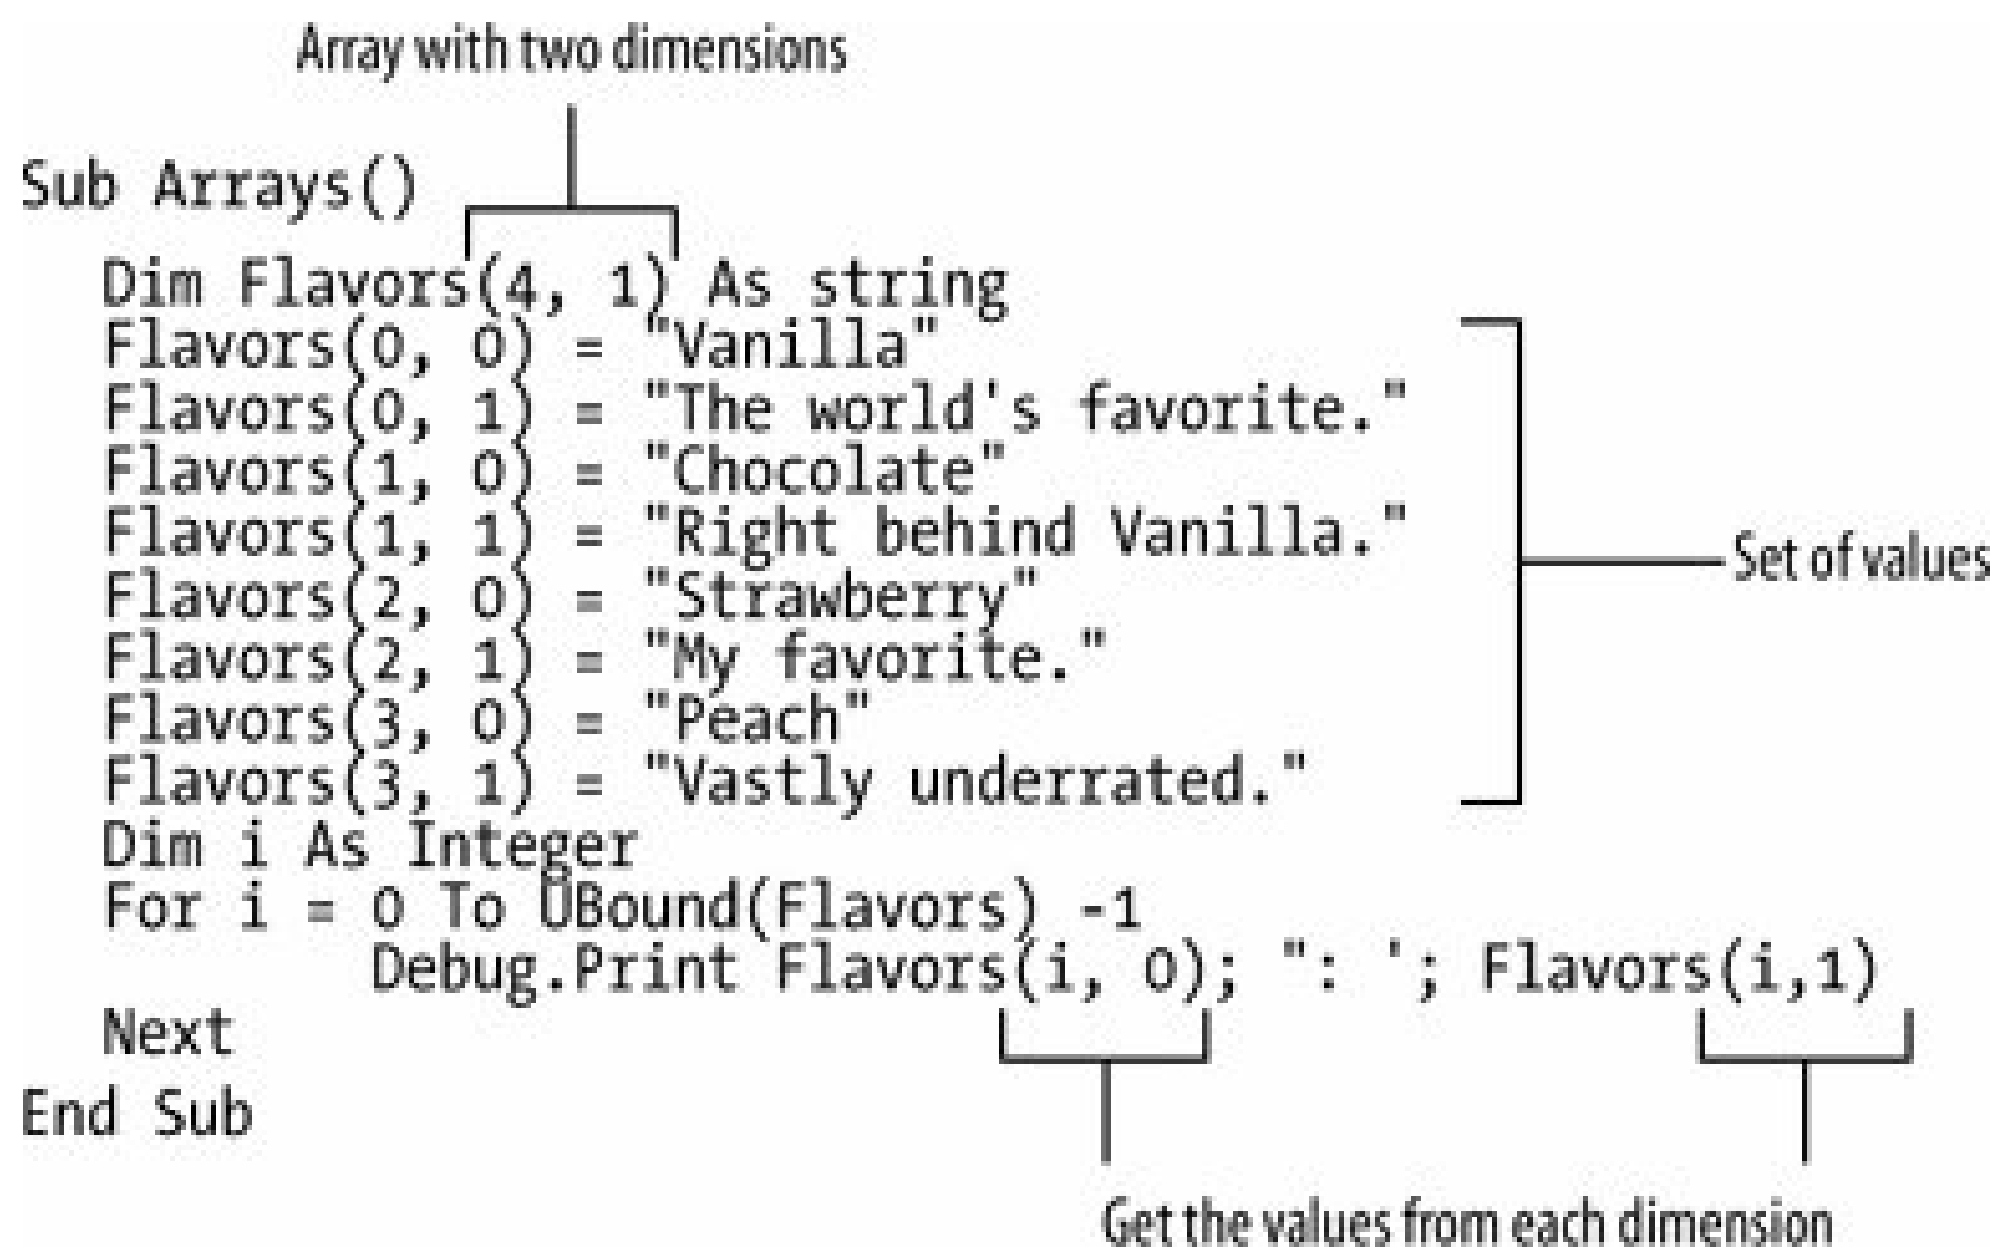 Array with two dimensions
Sub Arrays()
Dim Flavors(4, 1) As string
Flavors(0, 0) = "Vanilla"
Flavors(0, 1) = "The world's favorite."
Flavors(1, 0) = "Chocolate"
Flavors(1, 1) = "Right behind Vanilla."
Flavors(2, 0) = "Strawberry"
Flavors(2, 1) = "My favorite."
Flavors(3, 0) = "Peach"
Flavors(3, 1) = "Vastly underrated."
Set of values
Dim i As Integer
For i = 0 To UBound(Flavors) -1
Debug.Print Flavors(i, 0); ": '; Flavors(i,1)
Next
End Sub
Get the values from each dimension